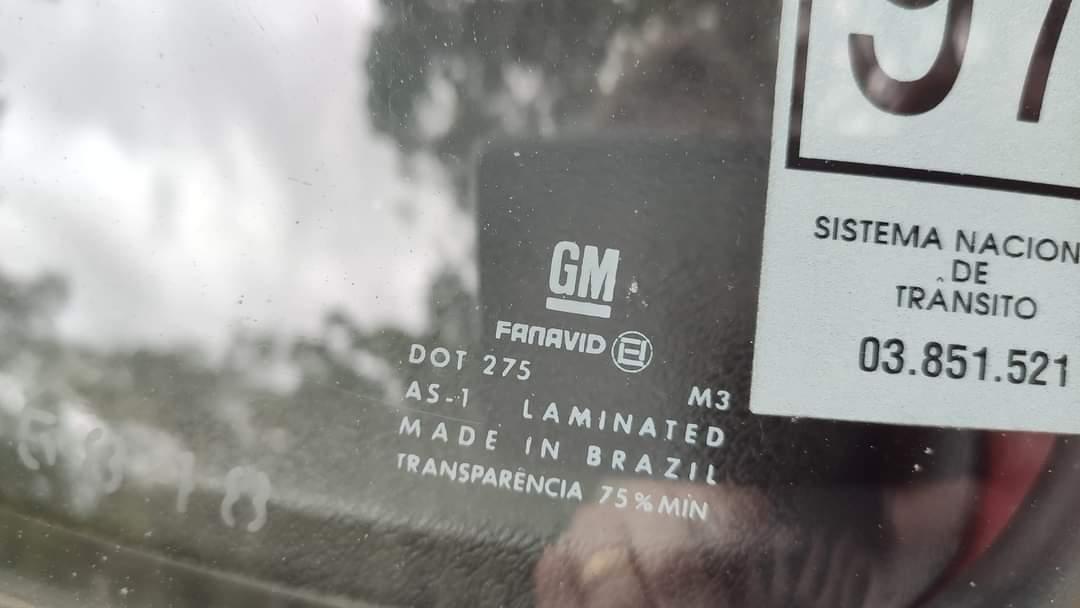 97
SISTEMA NACION
DE
TRÂNSITO
03.851.521
GM
FANAVID
DOT 275
M3
AS-1 LAMINATED
MADE IN BRAZIL
TRANSPARÊNCIA 75% MIN